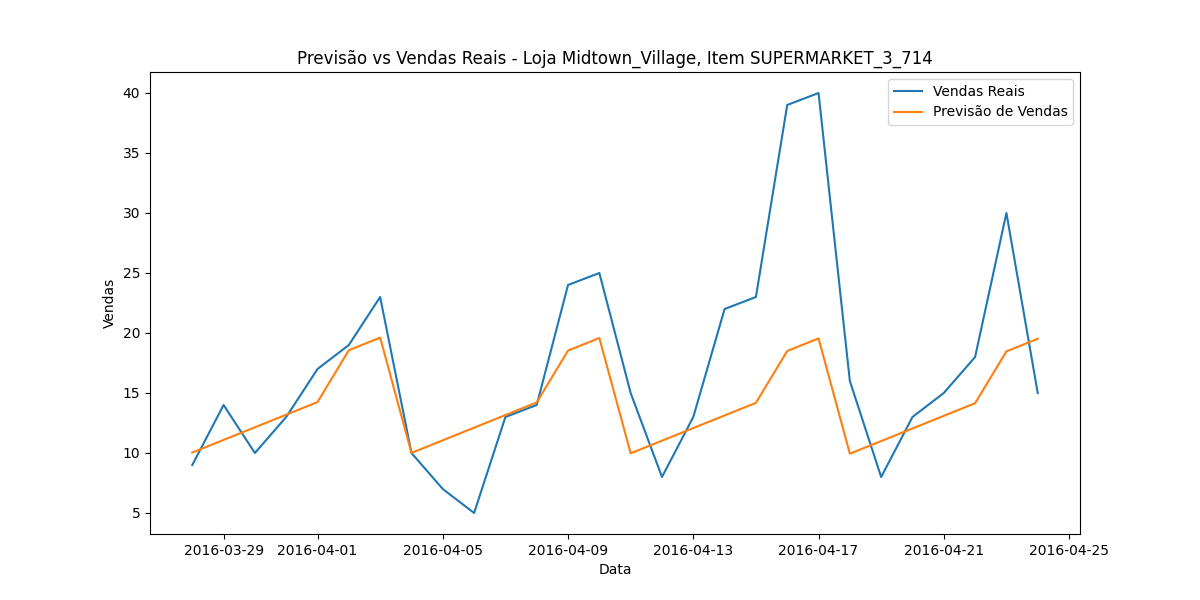 Previsão vs Vendas Reais - Loja Midtown_Village, Item SUPERMARKET_3_714
Vendas Reais
Previsão de Vendas
Vendas
40
35
30
25
20
15
10
5
2016-03-29 2016-04-01 2016-04-05 2016-04-09 2016-04-13 2016-04-17 2016-04-21 2016-04-25
Data